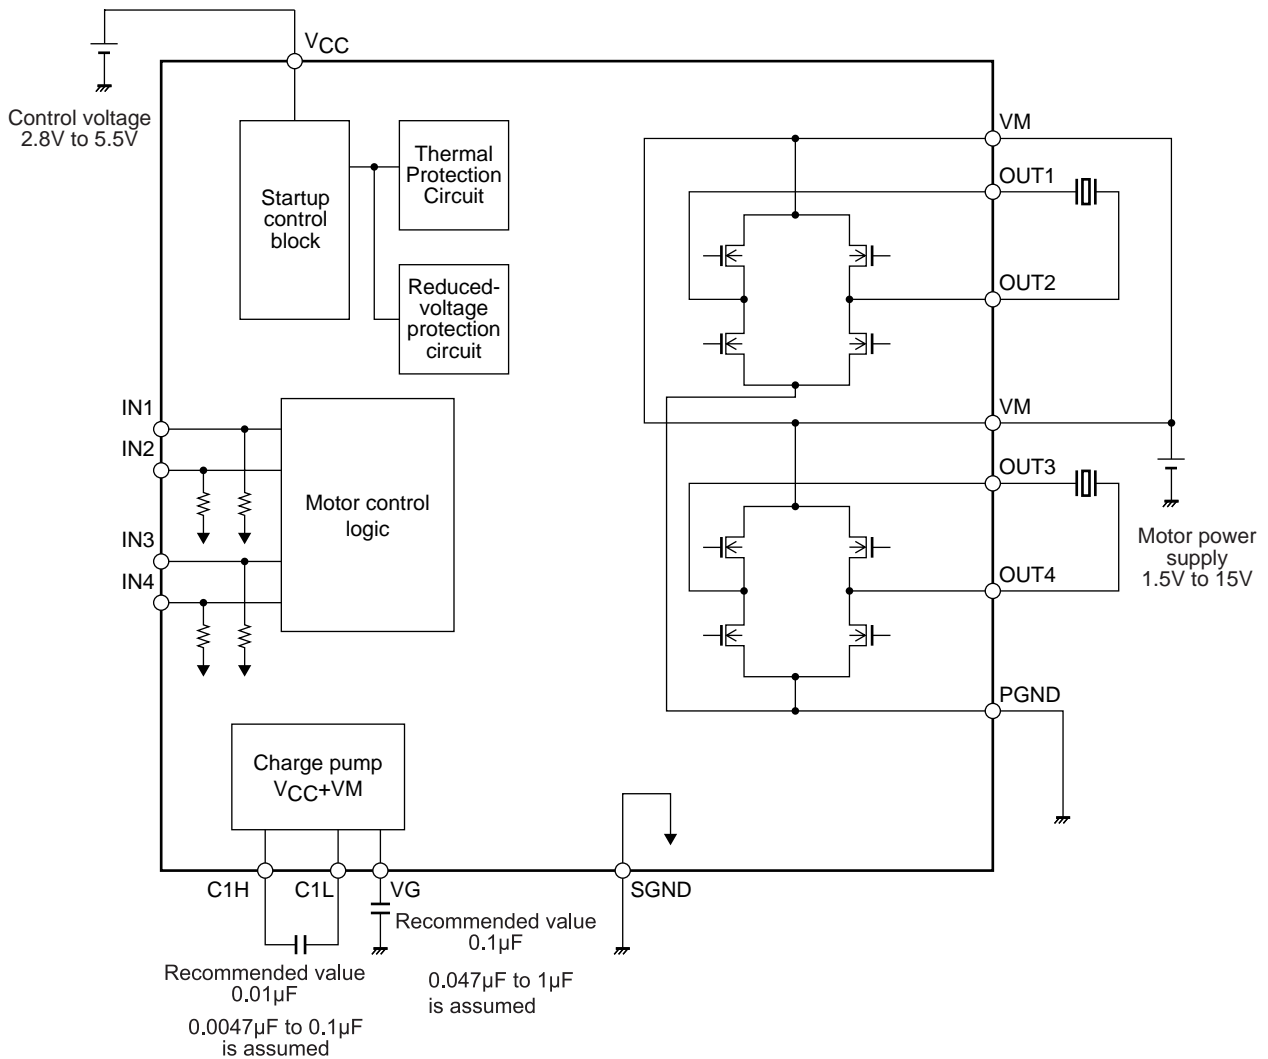 VCC
Control voltage
2.8V to 5.5V
Startup
control
block
Thermal
Protection
Circuit
Reduced-
voltage
protection
circuit
VM
OUT1
OUT2
VM
OUT3
OUT4
PGND
Motor power
supply
1.5V to 15V
IN1
IN2
IN3
IN4
Motor control
logic
Charge pump
VCC+VM
C1H
C1L
VG
SGND
Recommended value
0.1µF
0.047µF to 1µF
is assumed
Recommended value
0.01µF
0.0047µF to 0.1µF
is assumed